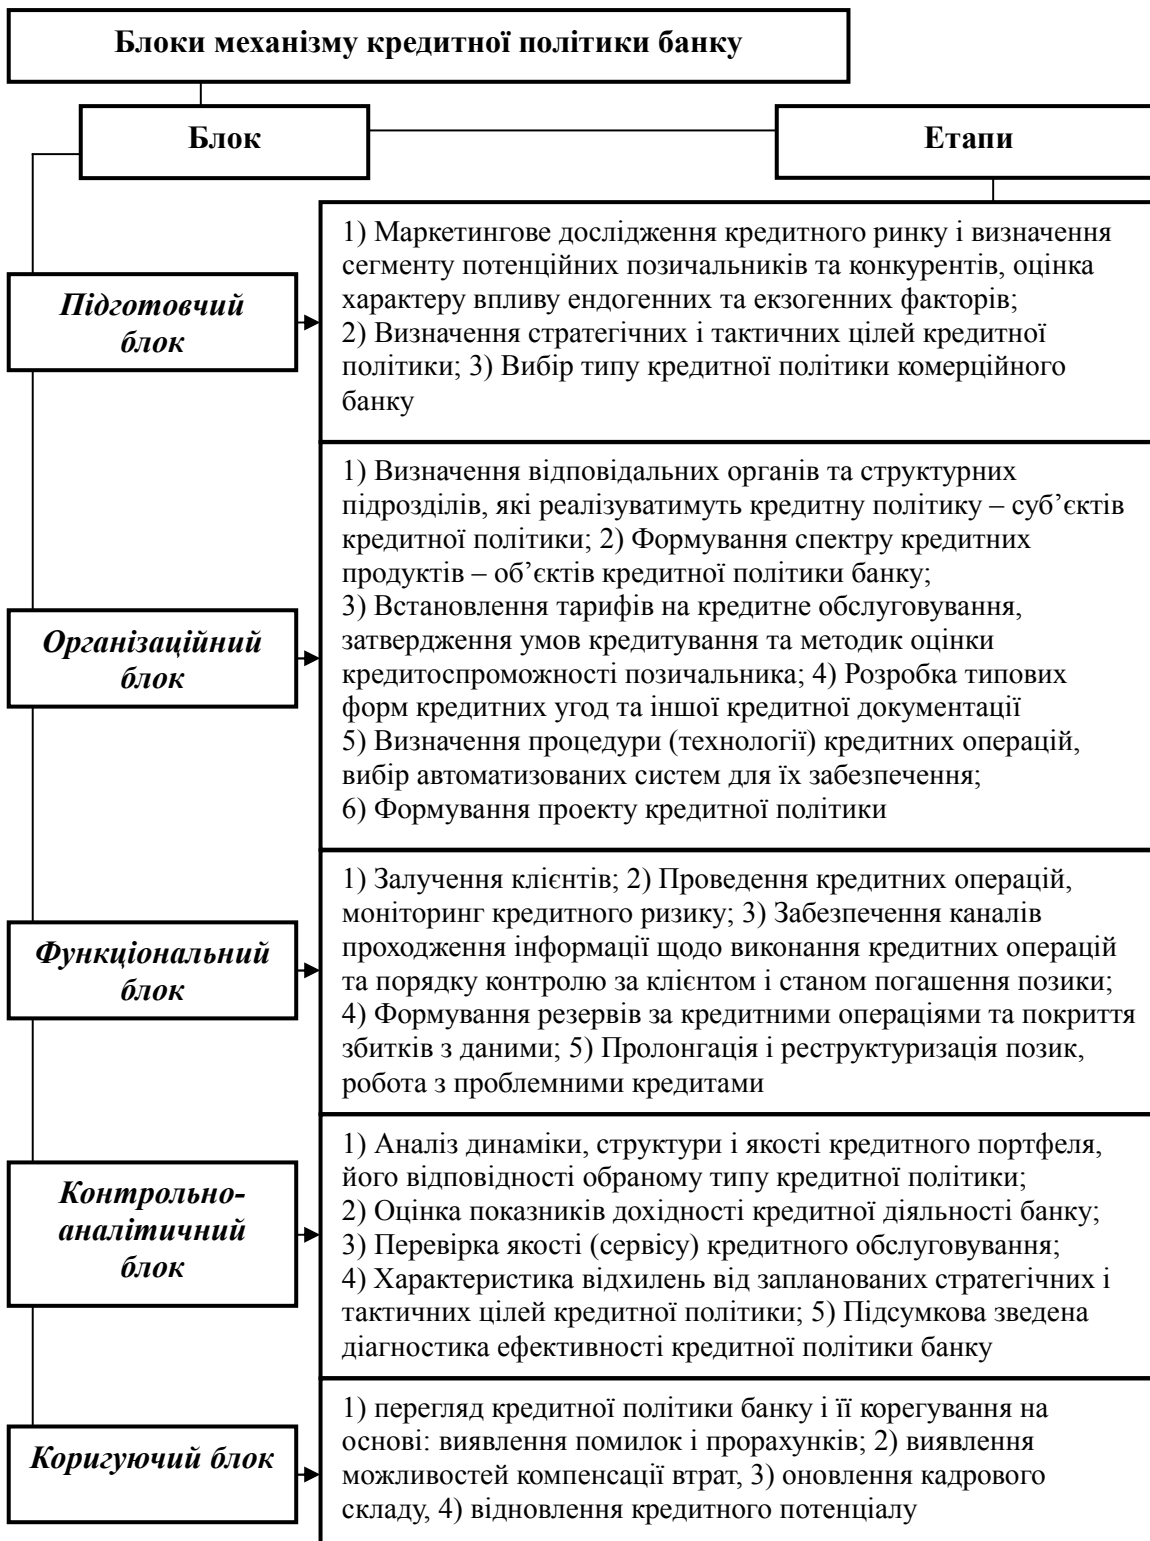 Блоки механізму кредитної політики банку
Блок
Етапи
Підготовчий
блок
1) Маркетингове дослідження кредитного ринку і визначення
сегменту потенційних позичальників та конкурентів, оцінка
характеру впливу ендогенних та екзогенних факторів;
2) Визначення стратегічних і тактичних цілей кредитної
політики; 3) Вибір типу кредитної політики комерційного
банку
Організаційний
блок
1) Визначення відповідальних органів та структурних
підрозділів, які реалізуватимуть кредитну політику – суб’єктів
кредитної політики; 2) Формування спектру кредитних
продуктів – об’єктів кредитної політики банку;
3) Встановлення тарифів на кредитне обслуговування,
затвердження умов кредитування та методик оцінки
кредитоспроможності позичальника; 4) Розробка типових
форм кредитних угод та іншої кредитної документації
5) Визначення процедури (технології) кредитних операцій,
вибір автоматизованих систем для їх забезпечення;
6) Формування проекту кредитної політики
Функціональний
блок
1) Залучення клієнтів; 2) Проведення кредитних операцій,
моніторинг кредитного ризику; 3) Забезпечення каналів
проходження інформації щодо виконання кредитних операцій
та порядку контролю за клієнтом і станом погашення позики;
4) Формування резервів за кредитними операціями та покриття
збитків з даними; 5) Пролонгація і реструктуризація позик,
робота з проблемними кредитами
Контрольно-
аналітичний
блок
1) Аналіз динаміки, структури і якості кредитного портфеля,
його відповідності обраному типу кредитної політики;
2) Оцінка показників дохідності кредитної діяльності банку;
3) Перевірка якості (сервісу) кредитного обслуговування;
4) Характеристика відхилень від запланованих стратегічних і
тактичних цілей кредитної політики; 5) Підсумкова зведена
діагностика ефективності кредитної політики банку
Коригуючий блок
1) перегляд кредитної політики банку і її корегування на
основі: виявлення помилок і прорахунків; 2) виявлення
можливостей компенсації втрат, 3) оновлення кадрового
складу, 4) відновлення кредитного потенціалу